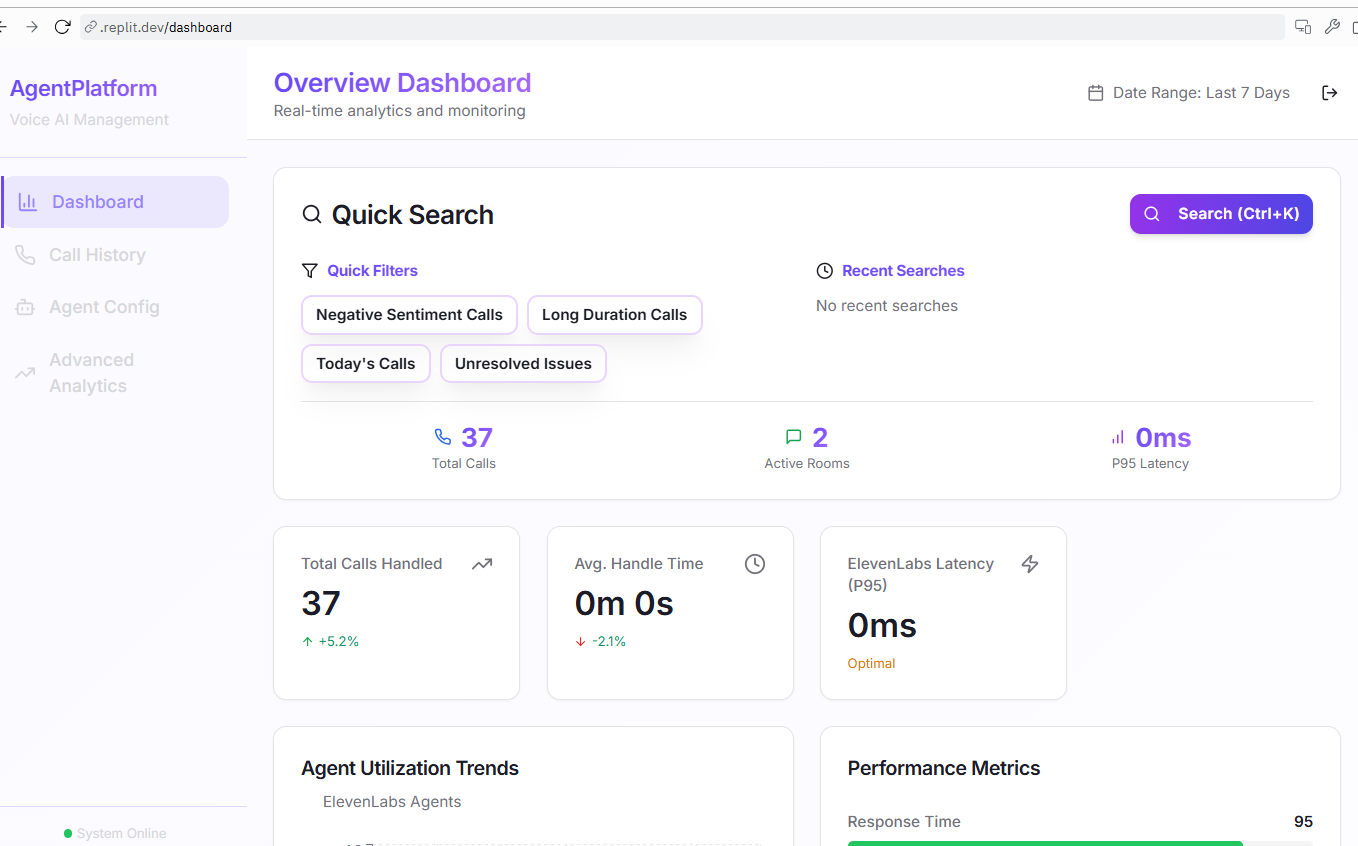 .replit.dev/dashboard
AgentPlatform
Voice AI Management
Dashboard
Call History
Agent Config
Advanced
Analytics
System Online
Overview Dashboard
Real-time analytics and monitoring
Date Range: Last 7 Days
Quick Search
Search (Ctrl+K)
Quick Filters
Negative Sentiment Calls
Long Duration Calls
Today's Calls
Unresolved Issues
Recent Searches
No recent searches
37
Total Calls
2
Active Rooms
0ms
P95 Latency
Total Calls Handled
37
+5.2%
Avg. Handle Time
0m 0s
-2.1%
ElevenLabs Latency
(P95)
0ms
Optimal
Agent Utilization Trends
ElevenLabs Agents
Performance Metrics
Response Time 95